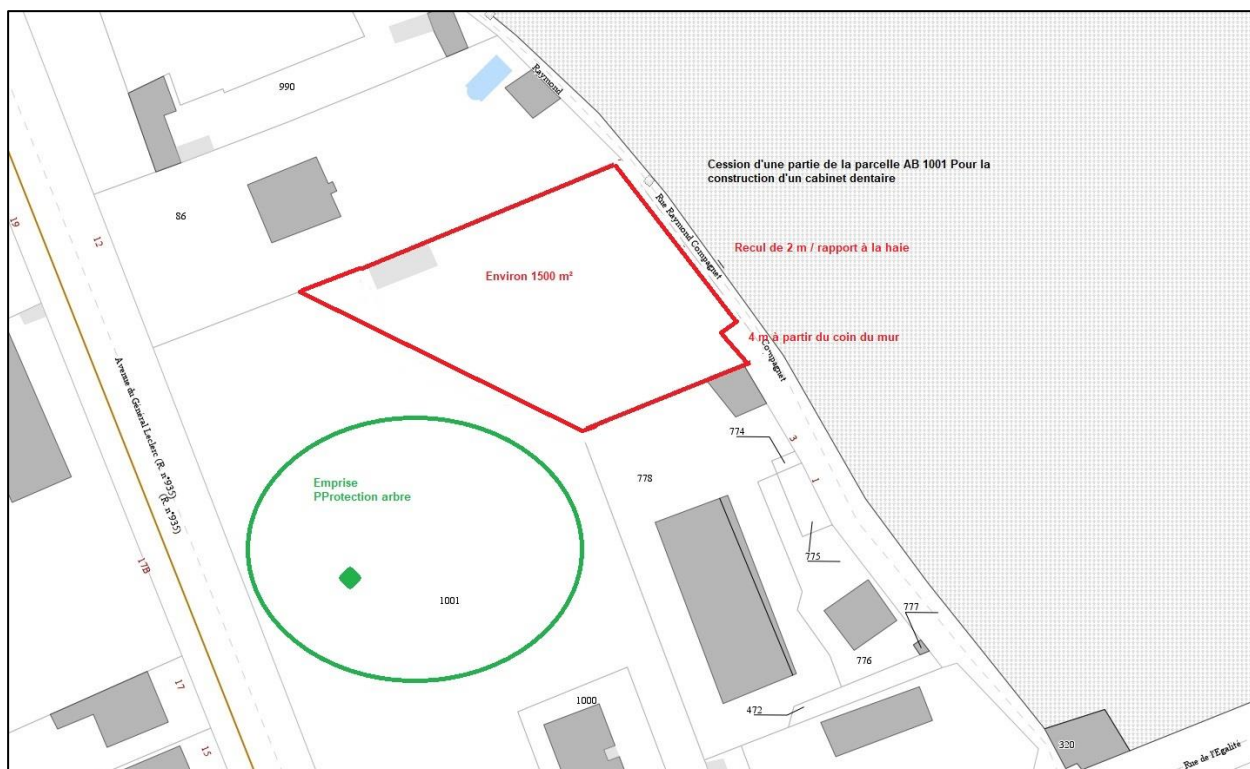 990
Raymond
Cession d'une partie de la parcelle AB 1001 Pour la
construction d'un cabinet dentaire
86
19
12
Rue Raymond Compagnet
Recul de 2 m / rapport à la haie
Environ 1500 m²
4 m à partir du coin du mur
Compagnet
Avenue du Général Leclerc (R. n°935)
(R. n°935)
774
3
778
Emprise
PProtection arbre
1
775
17B
1001
777
776
17
1000
472
15
320
Rue de l'Egalité